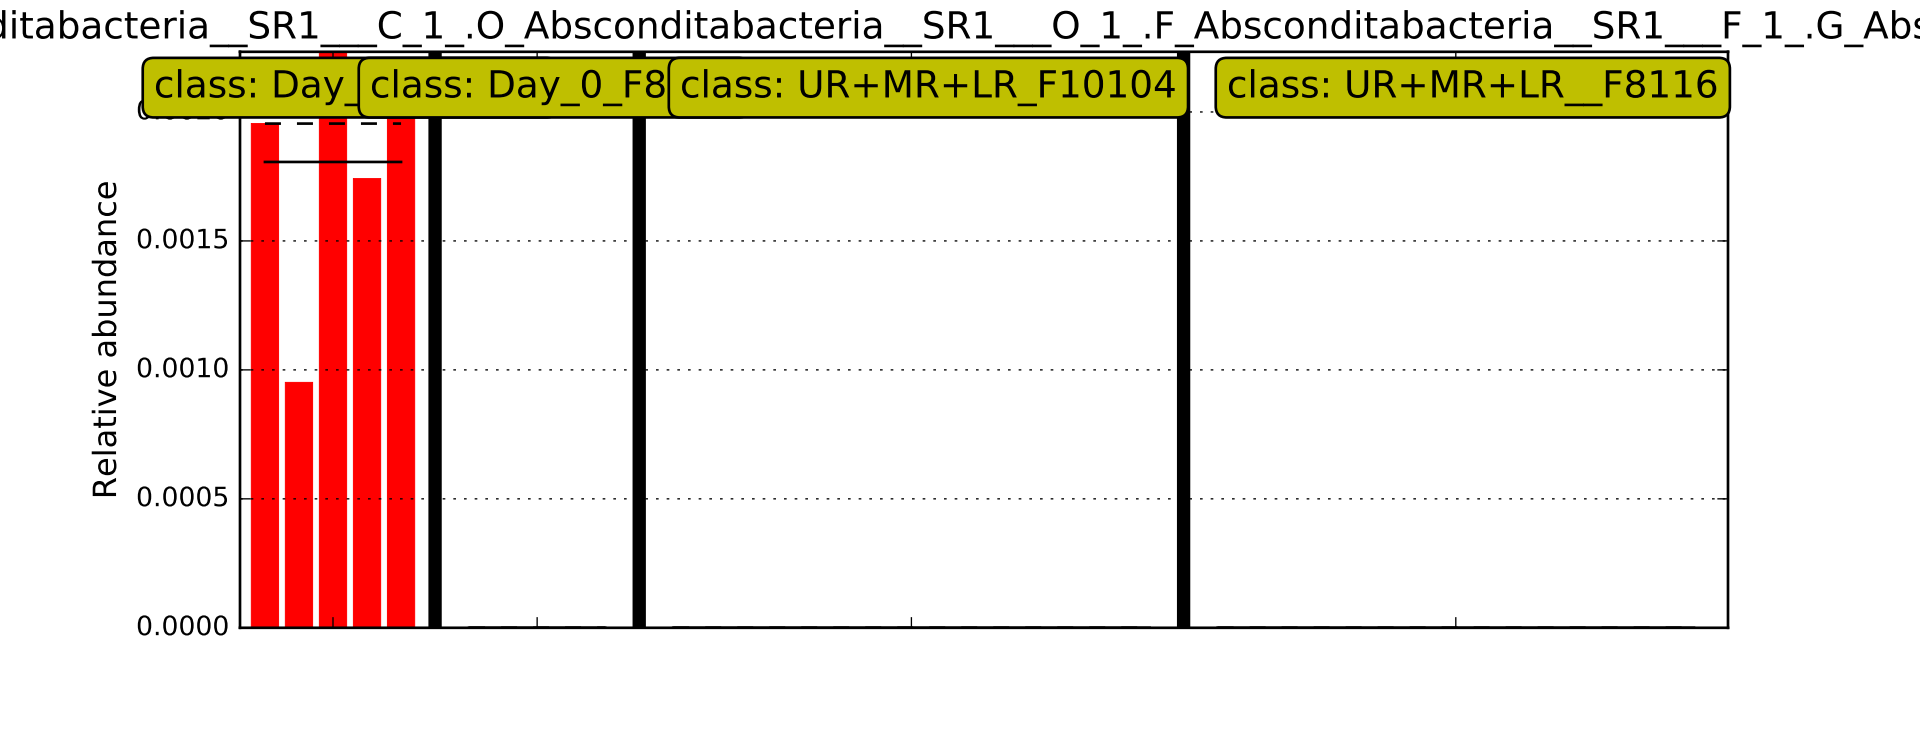 ditabacteria__SR1___C_1_.O_Absconditabacteria__SR1___O_1_.F_Absconditabacteria__SR1___F_1_.G_Abs
class: Day_ class: Day_0_F8 class: UR+MR+LR_F10104 class: UR+MR+LR__F8116
0.0015
0.0010
0.0005
0.0000
Relative abundance